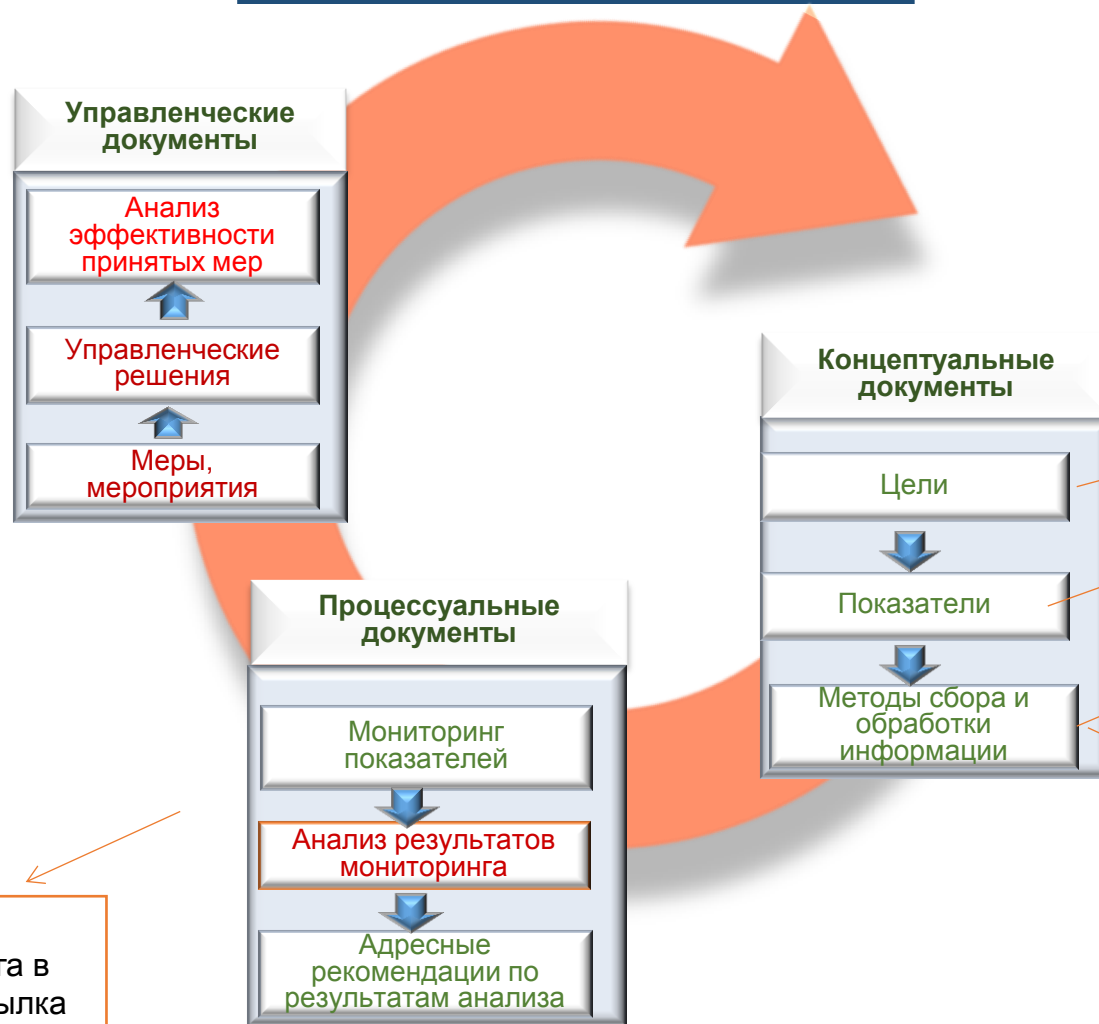 Управленческие
документы
Анализ
эффективности
принятых мер
Управленческие
решения
Меры,
мероприятия
Концептуальные
документы
Цели
Показатели
Методы сбора и
обработки
информации
Процессуальные
документы
Мониторинг
показателей
Анализ результатов
мониторинга
Адресные
рекомендации по
результатам анализа
в